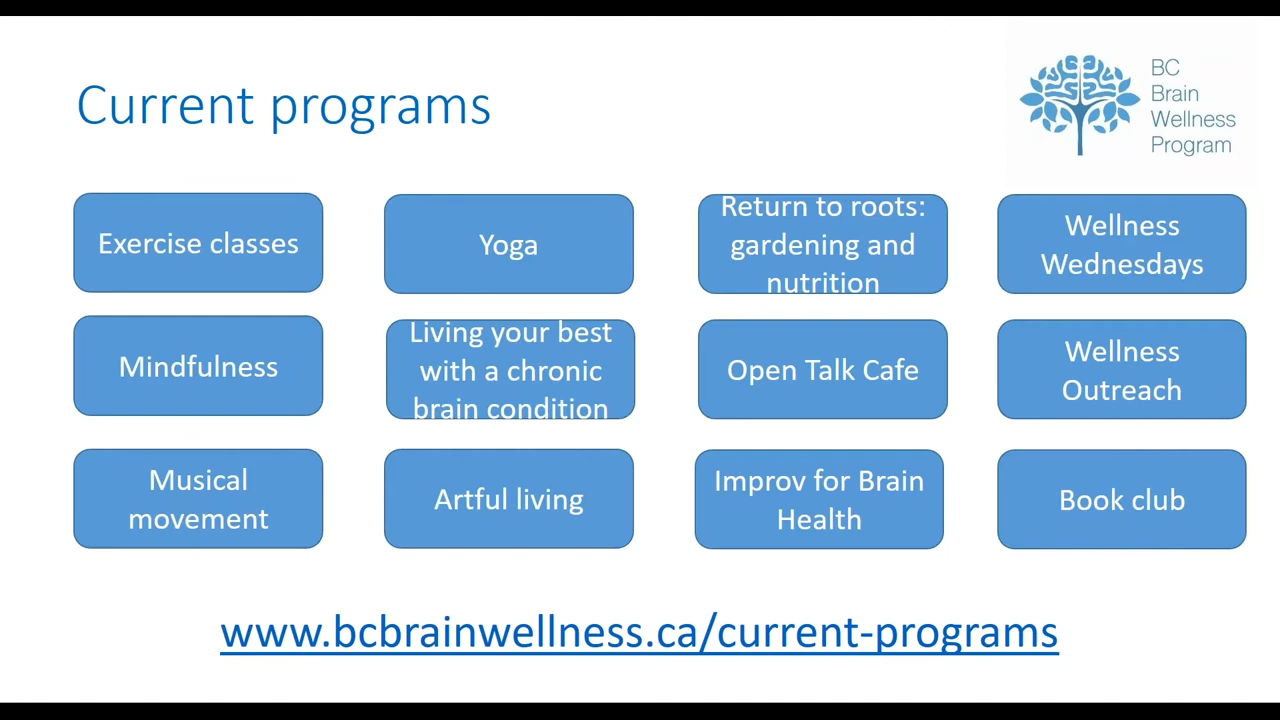 Current programs
BC
Brain
Wellness
Program
Exercise classes
Yoga
Return to roots:
gardening and
nutrition
Wellness
Wednesdays
Mindfulness
Living your best
with a chronic
brain condition
Open Talk Cafe
Wellness
Outreach
Musical
movement
Artful living
Improv for Brain
Health
Book club
www.bcbrainwellness.ca/current-programs